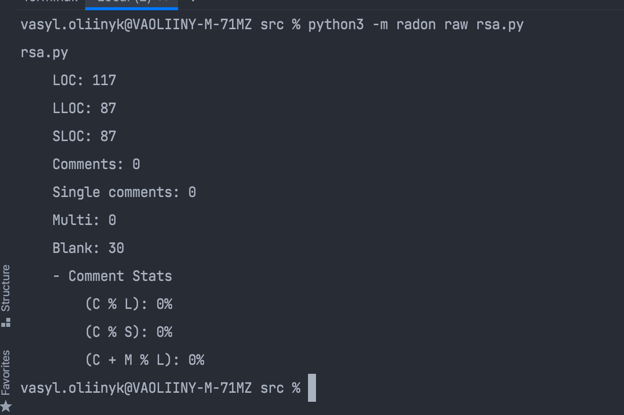 vasyl.oliinyk@VAOLIINY-M-71MZ src % python3 -m radon raw rsa.py
rsa.py
LOC: 117
LLOC: 87
SLOC: 87
Comments: 0
Single comments: 0
Multi: 0
Blank: 30
- Comment Stats
(C % L): 0%
(C % S): 0%
(C + M % L): 0%
vasyl.oliinyk@VAOLIINY-M-71MZ src %
Structure
Favorites